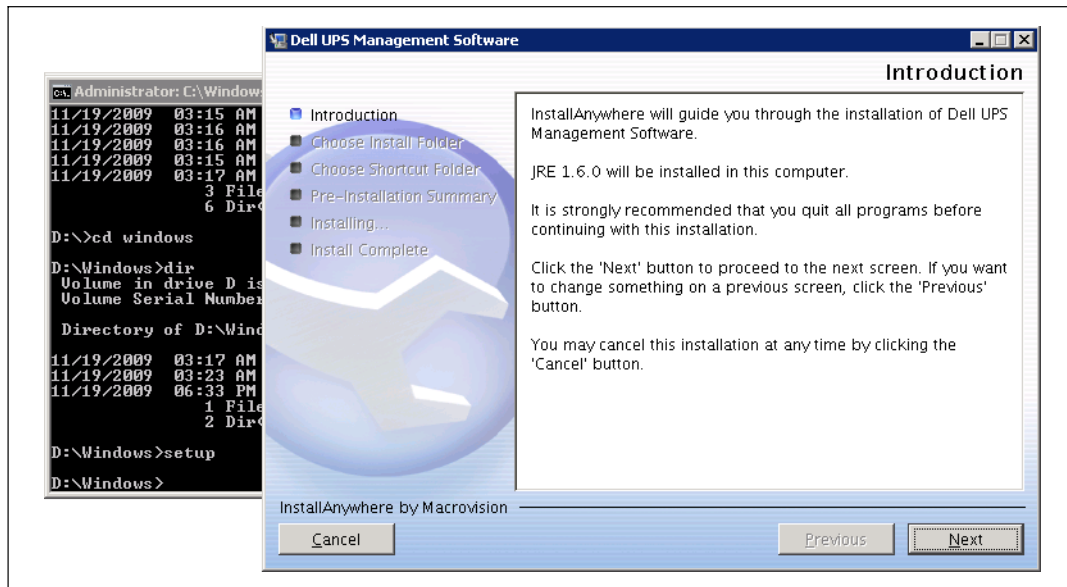 Dell UPS Management Software
Introduction
Administrator: C:\Window
11/19/2009 03:15 AM
11/19/2009 03:16 AM
11/19/2009 03:16 AM
11/19/2009 03:15 AM
11/19/2009 03:17 AM
3 File
6 Dir
D:\>cd windows
D:\Windows>dir
Volume in drive D is
Volume Serial Number
Directory of D:\Wind
11/19/2009 03:17 AM
11/19/2009 03:23 AM
11/19/2009 06:33 PM
1 File
2 Dir
D:\Windows>setup
D:\Windows>
Introduction
Choose Install Folder
Choose Shortcut Folder
Pre-Installation Summary
Installing...
Install Complete
InstallAnywhere will guide you through the installation of Dell UPS
Management Software.
JRE 1.6.0 will be installed in this computer.
It is strongly recommended that you quit all programs before
continuing with this installation.
Click the 'Next' button to proceed to the next screen. If you want
to change something on a previous screen, click the 'Previous'
button.
You may cancel this installation at any time by clicking the
'Cancel' button.
InstallAnywhere by Macrovision
Cancel
Previous
Next